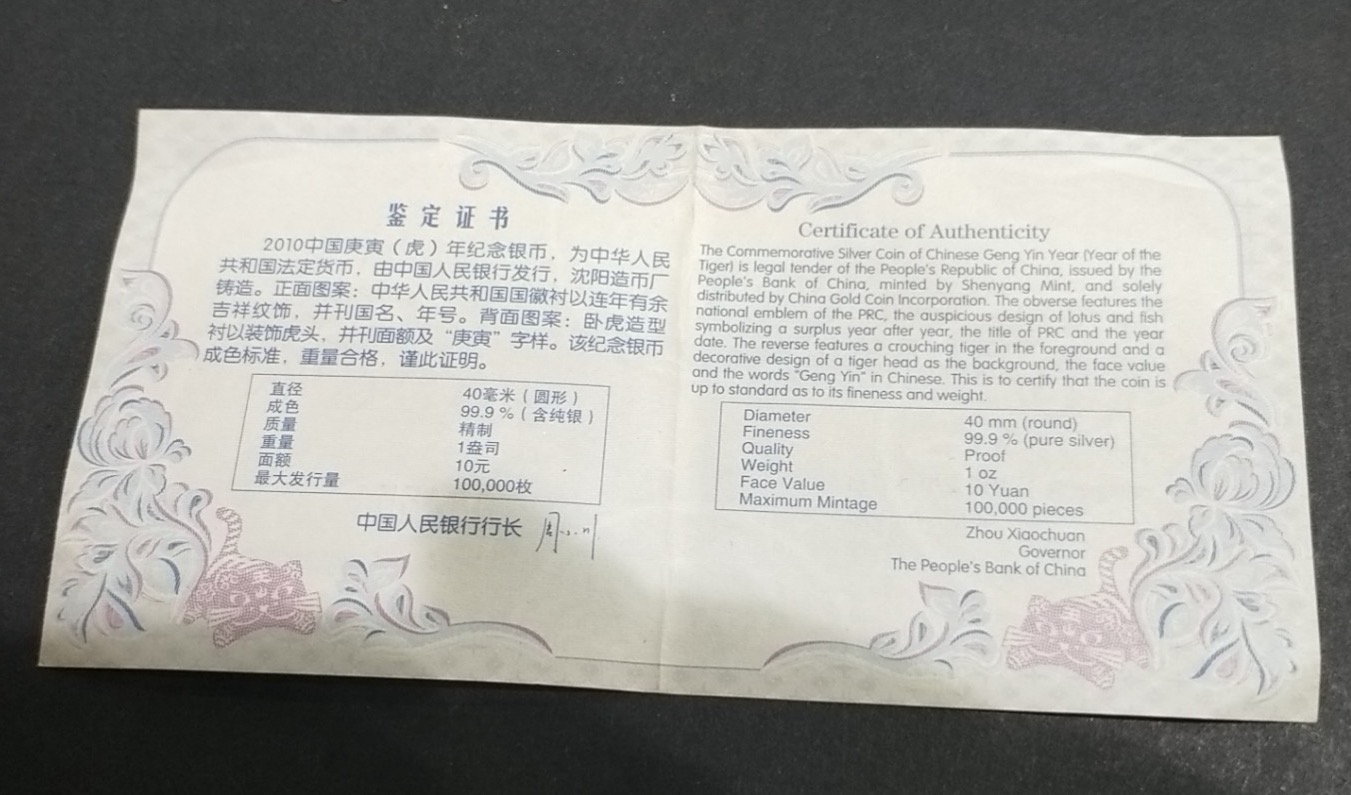 鉴定证书
2010中国庚寅（虎）年纪念银币，为中华人民
共和国法定货币，由中国人民银行发行，沈阳造币厂
铸造。正面图案：中华人民共和国国徽衬以连年有余
吉祥纹饰，并刊国名、年号。背面图案：卧虎造型
衬以装饰虎头，并刊面额及“庚寅”字样。该纪念银币
成色标准，重量合格，谨此证明。
直径 40毫米（圆形）
成色 99.9％（含纯银）
质量 精制
重量 1盎司
面额 10元
最大发行量 100,000枚
中国人民银行行长
Certificate of Authenticity
The Commemorative Silver Coin of Chinese Geng Yin Year (Year of the
Tiger) is legal tender of the People's Republic of China, issued by the
People's Bank of China, minted by Shenyang Mint, and solely
distributed by China Gold Coin Incorporation. The obverse features the
national emblem of the PRC, the auspicious design of lotus and fish
symbolizing a surplus year after year, the title of PRC and the year
date. The reverse features a crouching tiger in the foreground and a
decorative design of a tiger head as the background, the face value
and the words "Geng Yin" in Chinese. This is to certify that the coin is
up to standard as to its fineness and weight.
Diameter 40 mm (round)
Fineness 99.9 % (pure silver)
Quality Proof
Weight 1 oz
Face Value 10 Yuan
Maximum Mintage 100,000 pieces
Zhou Xiaochuan
Governor
The People's Bank of China